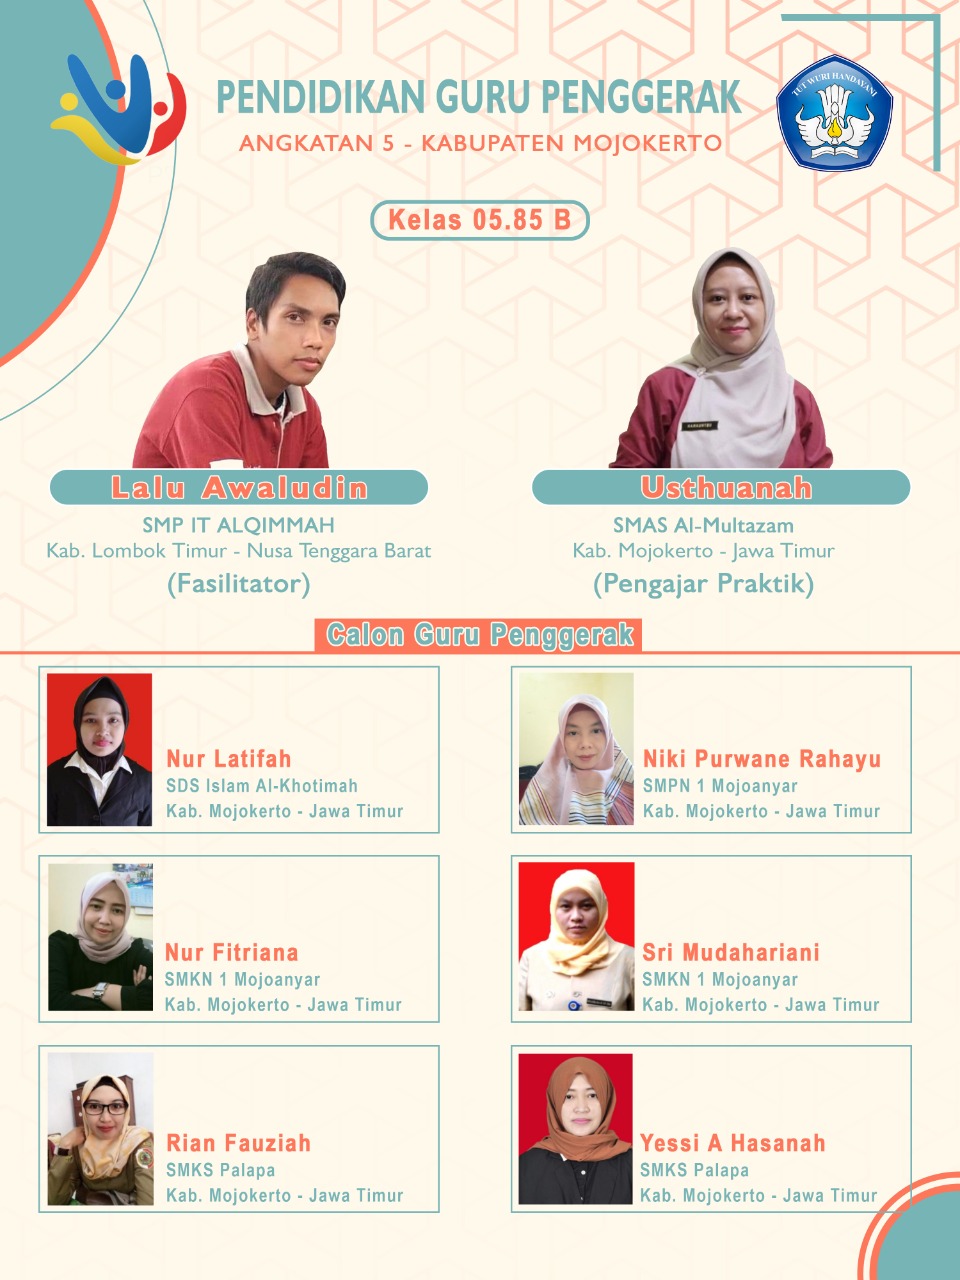 PENDIDIKAN GURU PENGGERAK
ANGKATAN 5 - KABUPATEN MOJOKERTO
TUT WURI HANDAYANI
Kelas 05.85 B
Lalu Awaludin
SMP IT ALQIMMAH
Kab. Lombok Timur - Nusa Tenggara Barat
(Fasilitator)
Usthuanah
SMAS Al-Multazam
Kab. Mojokerto - Jawa Timur
(Pengajar Praktik)
Calon Guru Penggerak
Nur Latifah
SDS Islam Al-Khotimah
Kab. Mojokerto - Jawa Timur
Niki Purwane Rahayu
SMPN 1 Mojoanyar
Kab. Mojokerto - Jawa Timur
Nur Fitriana
SMKN 1 Mojoanyar
Kab. Mojokerto - Jawa Timur
Sri Mudahariani
SMKN 1 Mojoanyar
Kab. Mojokerto - Jawa Timur
Rian Fauziah
SMKS Palapa
Kab. Mojokerto - Jawa Timur
Yessi A Hasanah
SMKS Palapa
Kab. Mojokerto - Jawa Timur